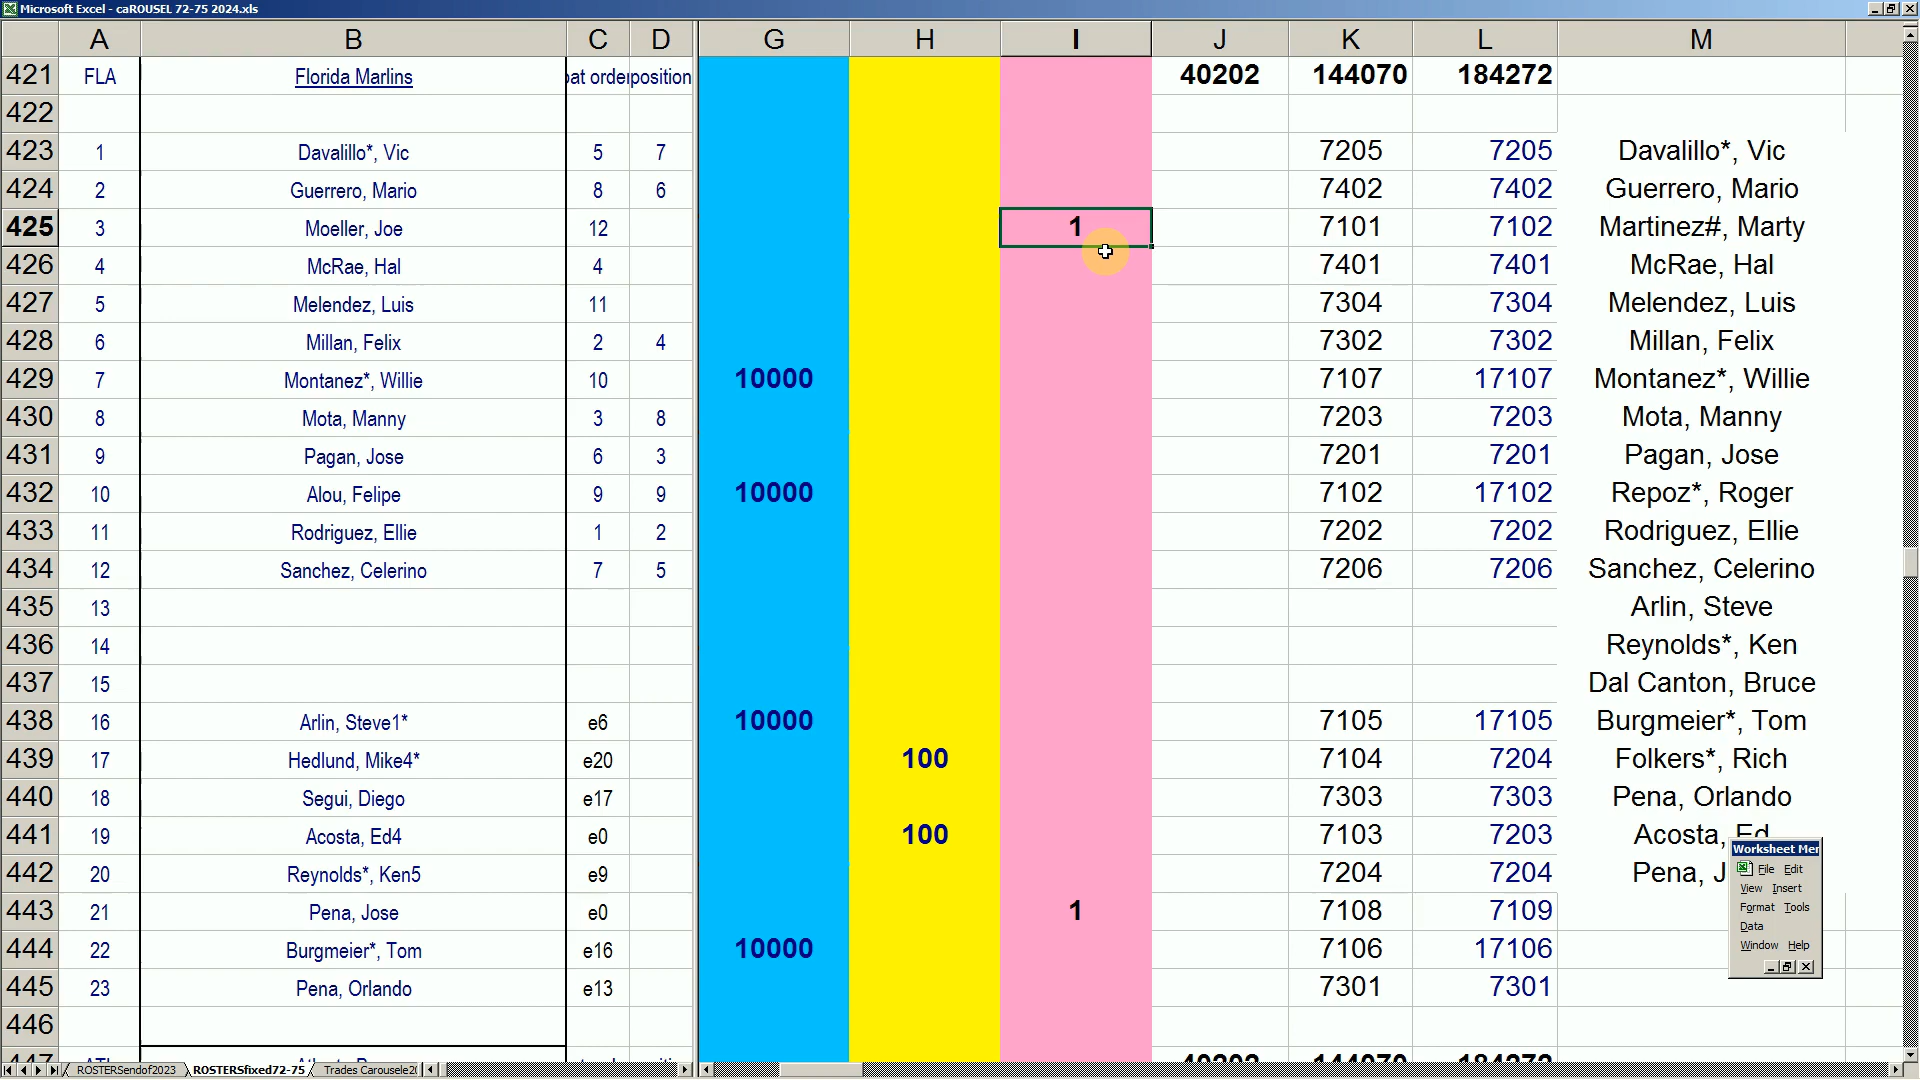 Microsoft Excel - caROUSEL 72-75 2024.xls
A B C D G H I J K L M
421 FLA Florida Marlins position 40202 144070 184272
422
423 1 Davalillo*, Vic 5 7 7205 7205 Davalillo*, Vic
424 2 Guerrero, Mario 8 6 7402 7402 Guerrero, Mario
425 3 Moeller, Joe 12 1 7101 7102 Martinez#, Marty
426 4 McRae, Hal 4 7401 7401 McRae, Hal
427 5 Melendez, Luis 11 7304 7304 Melendez, Luis
428 6 Millan, Felix 2 4 7302 7302 Millan, Felix
429 7 Montanez*, Willie 10 10000 7107 17107 Montanez*, Willie
430 8 Mota, Manny 3 8 7203 7203 Mota, Manny
431 9 Pagan, Jose 6 3 7201 7201 Pagan, Jose
432 10 Alou, Felipe 9 9 10000 7102 17102 Repoz*, Roger
433 11 Rodriguez, Ellie 1 2 7202 7202 Rodriguez, Ellie
434 12 Sanchez, Celerino 7 5 7206 7206 Sanchez, Celerino
435 13 Arlin, Steve
436 14 Reynolds*, Ken
437 15 Dal Canton, Bruce
438 16 Arlin, Steve1* e6 10000 7105 17105 Burgmeier*, Tom
439 17 Hedlund, Mike4* e20 100 7104 7204 Folkers*, Rich
440 18 Segui, Diego e17 7303 7303 Pena, Orlando
441 19 Acosta, Ed4 e0 100 7103 7203 Acosta, Ed
442 20 Reynolds*, Ken5 e9 7204 7204 Pena, J
443 21 Pena, Jose e0 1 7108 7109
444 22 Burgmeier*, Tom e16 10000 7106 17106
445 23 Pena, Orlando e13 7301 7301
446
447 40202 144070 184272
Worksheet Mer
File Edit
View Insert
Format Tools
Data
Window Help
ROSTERSendof2023 ROSTERSfixed72-75 Trades Carousele20